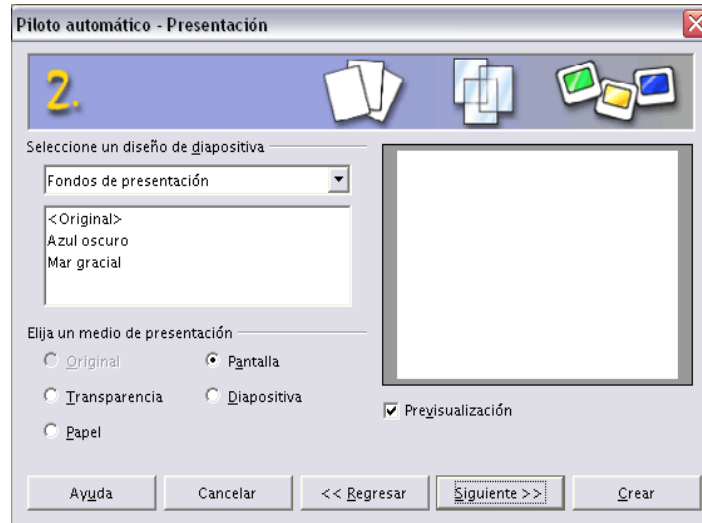 Piloto automático - Presentación
2.
Seleccione un diseño de diapositiva
Fondos de presentación
<Original>
Azul oscuro
Mar gracial
Elija un medio de presentación
Original
Pantalla
Transparencia
Diapositiva
Papel
Previsualización
Ayuda
Cancelar
<< Regresar
Siguiente >>
Crear